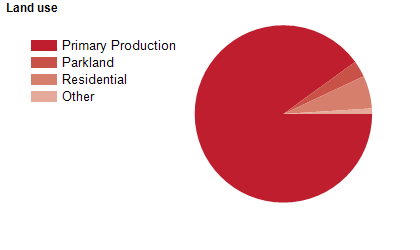 Land use
Primary Production
Parkland
Residential
Other